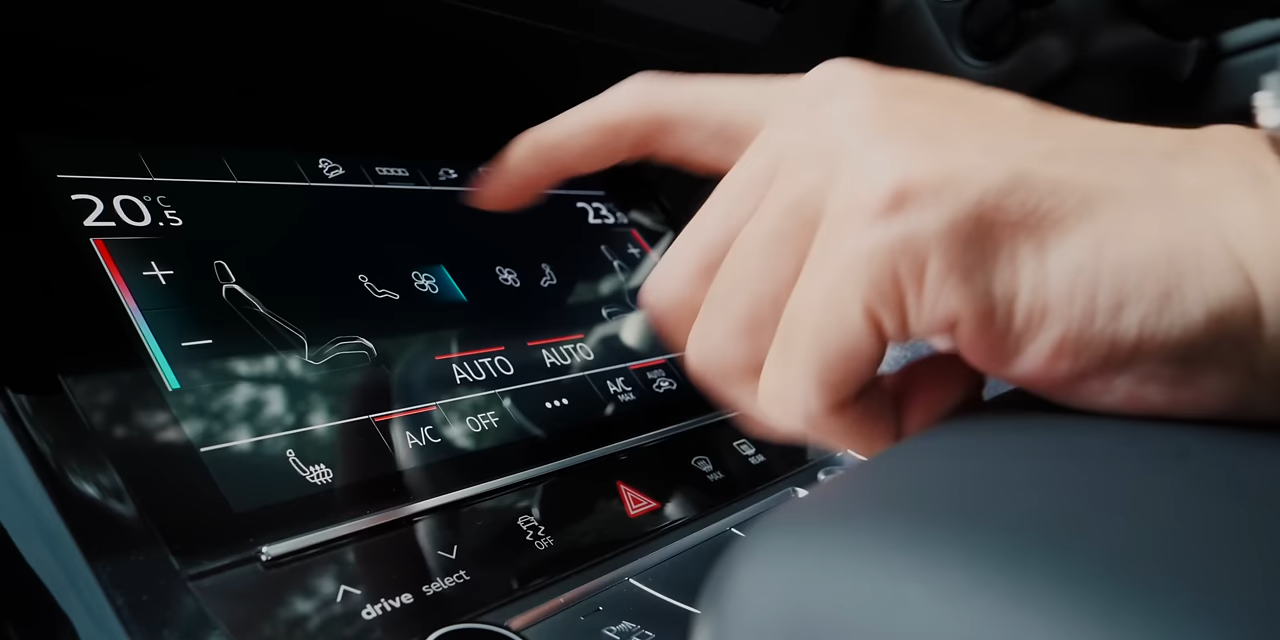 20.5°C
23.
AUTO AUTO
A/C OFF ••• A/C MAX AUTO
MAX REAR
OFF
drive select